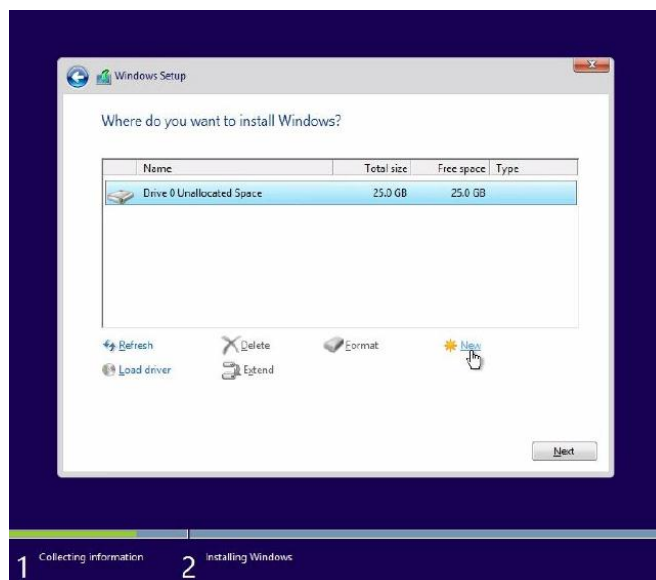 Windows Setup
Where do you want to install Windows?
Name Total size Free space Type
Drive 0 Unallocated Space 25.0 GB 25.0 GB
Refresh Delete Format New
Load driver Extend
Next
1 Collecting information 2 Installing Windows